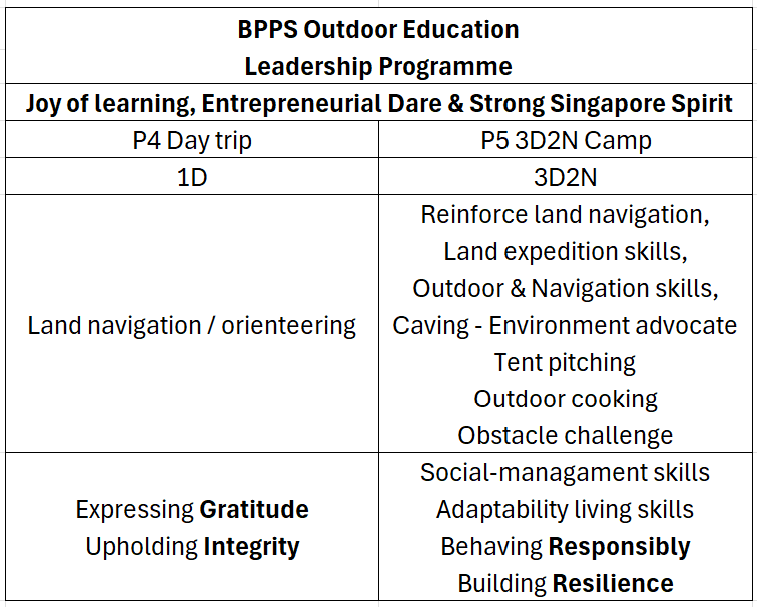 BPPS Outdoor Education
Leadership Programme
Joy of learning, Entrepreneurial Dare & Strong Singapore Spirit
P4 Day trip
P5 3D2N Camp
1D
3D2N
Land navigation / orienteering
Reinforce land navigation,
Land expedition skills,
Outdoor & Navigation skills,
Caving - Environment advocate
Tent pitching
Outdoor cooking
Obstacle challenge
Expressing Gratitude
Upholding Integrity
Social-managament skills
Adaptability living skills
Behaving Responsibly
Building Resilience